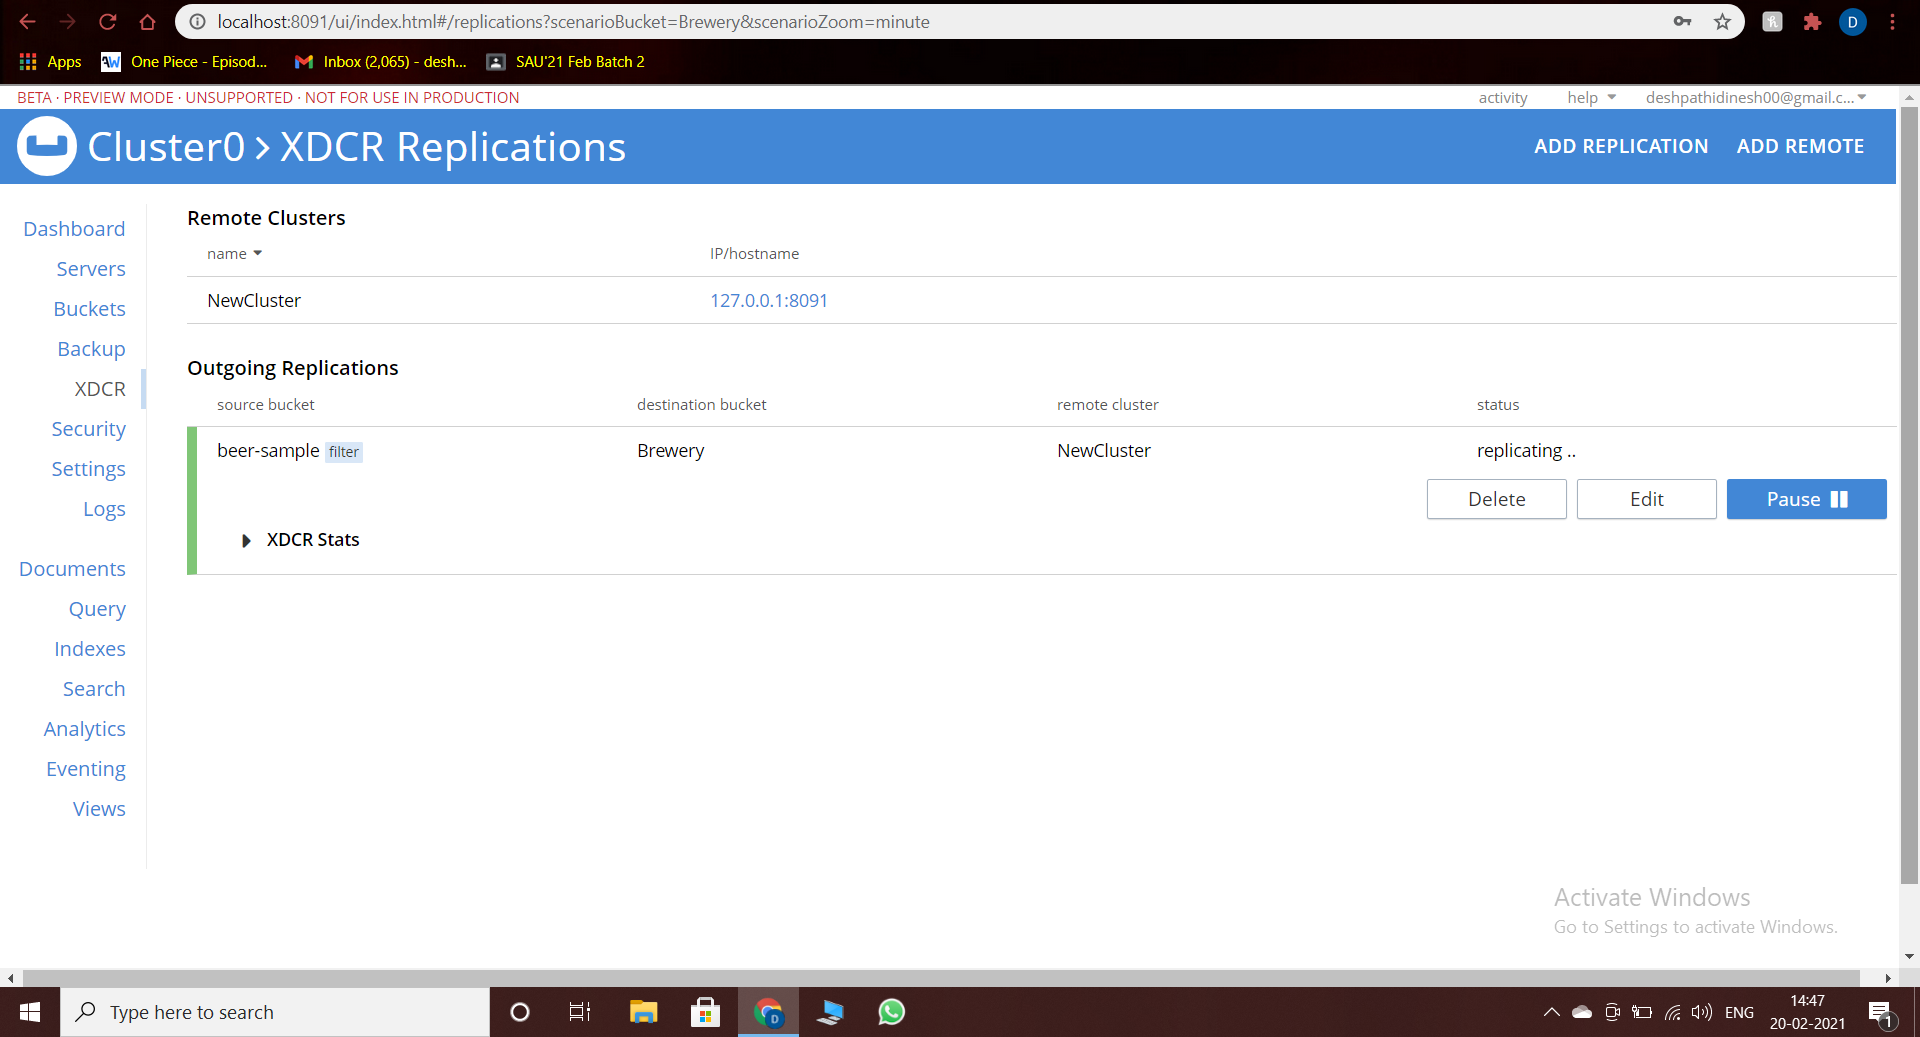 localhost:8091/ui/index.html#/replications?scenarioBucket=Brewery&scenarioZoom=minute
D
Apps
One Piece - Episod...
Inbox (2,065) - desh...
SAU'21 Feb Batch 2
BETA · PREVIEW MODE · UNSUPPORTED · NOT FOR USE IN PRODUCTION
activity
help
deshpathidinesh00@gmail.c...
Cluster0 > XDCR Replications
ADD REPLICATION
ADD REMOTE
Dashboard
Servers
Buckets
Backup
XDCR
Security
Settings
Logs
Documents
Query
Indexes
Search
Analytics
Eventing
Views
Remote Clusters
name
IP/hostname
NewCluster
127.0.0.1:8091
Outgoing Replications
source bucket
destination bucket
remote cluster
status
beer-sample filter
Brewery
NewCluster
replicating ..
Delete
Edit
Pause
XDCR Stats
Activate Windows
Go to Settings to activate Windows.
Type here to search
D
ENG
14:47
20-02-2021
1